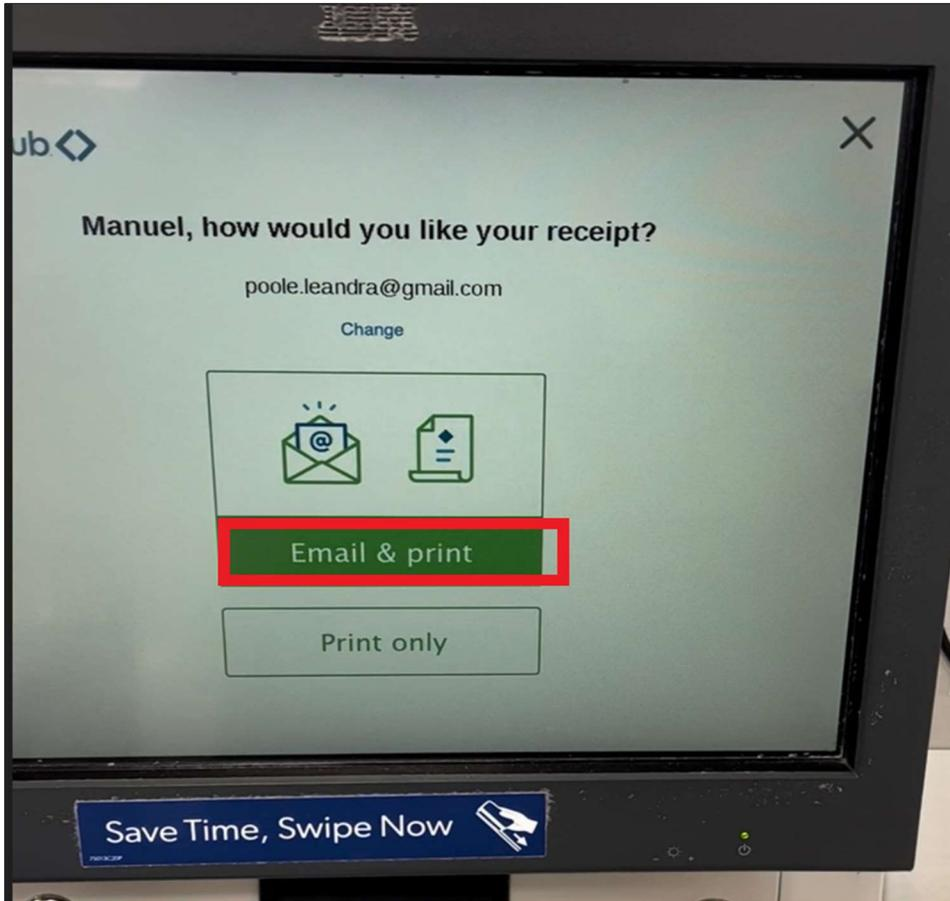 ub
Manuel, how would you like your receipt?
poole.leandra@gmail.com
Change
@
Email & print
Print only
Save Time, Swipe Now